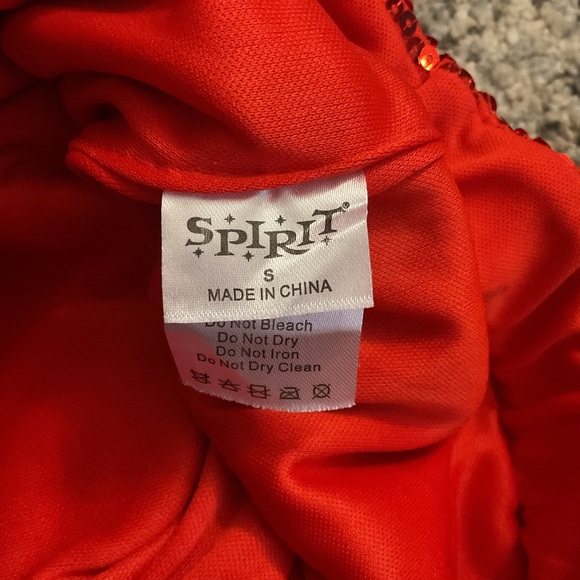 SPIRIT®
S
MADE IN CHINA
Do Not Bleach
Do Not Dry
Do Not Iron
Do Not Dry Clean